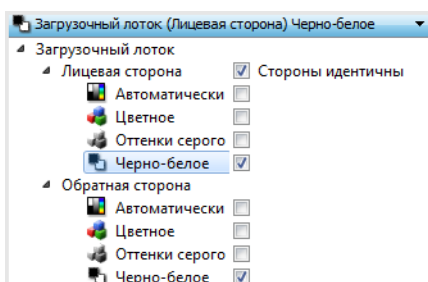 Загрузочный лоток (Лицевая сторона) Черно-белое
Загрузочный лоток
Лицевая сторона Стороны идентичны
Автоматически
Цветное
Оттенки серого
Черно-белое
Обратная сторона
Автоматически
Цветное
Оттенки серого
Черно-белое